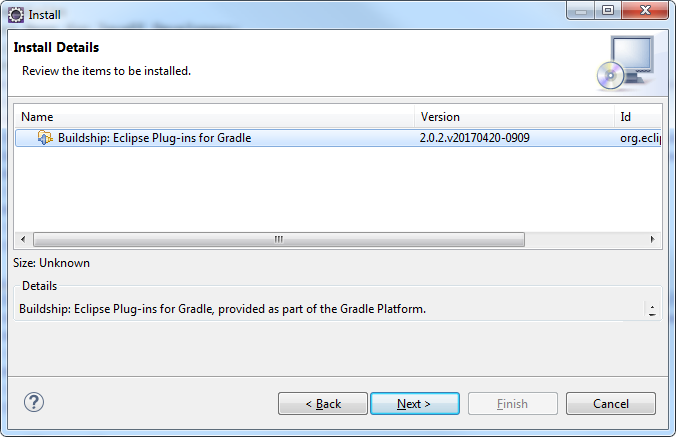 Install
Install Details
Review the items to be installed.
Name Version Id
Buildship: Eclipse Plug-ins for Gradle 2.0.2.v20170420-0909 org.eclip
Size: Unknown
Details
Buildship: Eclipse Plug-ins for Gradle, provided as part of the Gradle Platform.
< Back Next > Finish Cancel